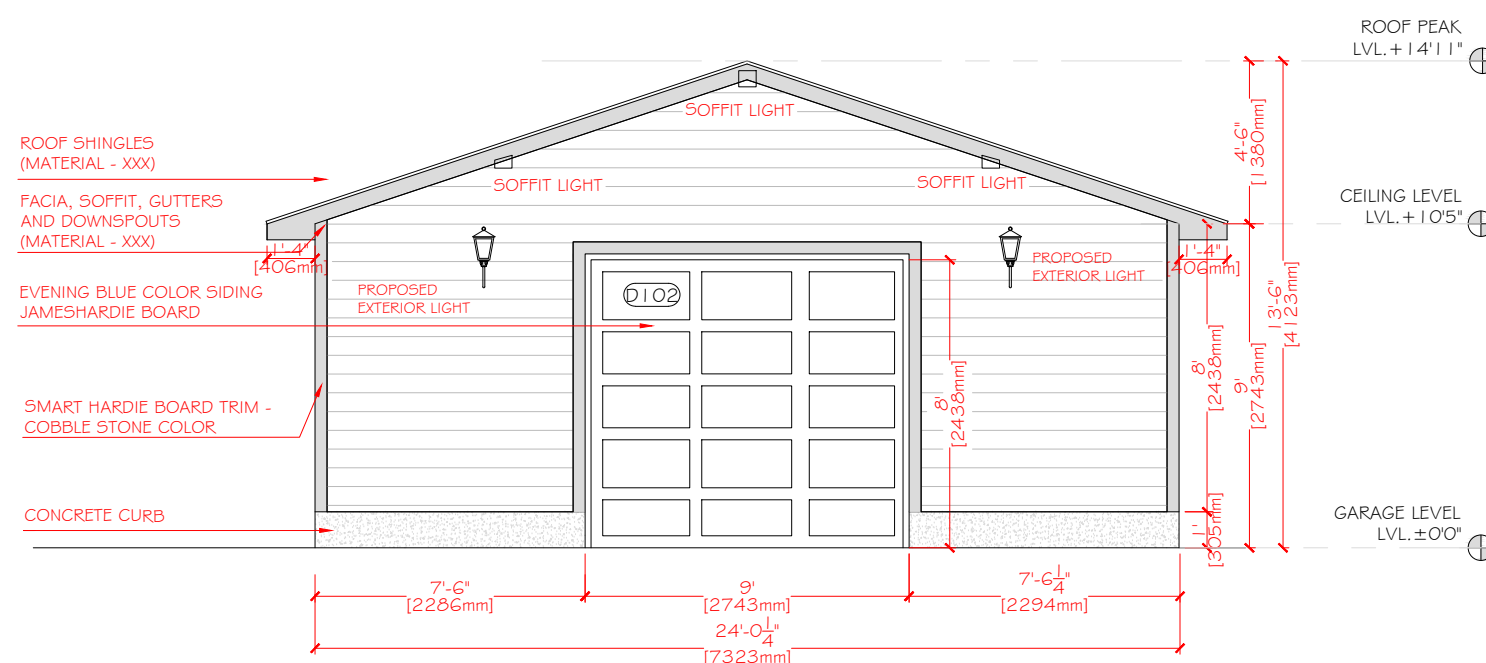 ROOF PEAK
LVL.+14'11"
SOFFIT LIGHT
4'-6"
[1380mm]
ROOF SHINGLES
(MATERIAL - XXX)
SOFFIT LIGHT
SOFFIT LIGHT
FACIA, SOFFIT, GUTTERS
AND DOWNSPOUTS
(MATERIAL - XXX)
CEILING LEVEL
LVL.+10'5"
1'-4"
[406mm]
1'-4"
[406mm]
PROPOSED
EXTERIOR LIGHT
PROPOSED
EXTERIOR LIGHT
EVENING BLUE COLOR SIDING
JAMESHARDIE BOARD
D102
13'-6"
[4123mm]
8'
[2438mm]
8'
[2438mm]
9'
[2743mm]
SMART HARDIE BOARD TRIM -
COBBLE STONE COLOR
CONCRETE CURB
1'
[305mm]
GARAGE LEVEL
LVL.±0'0"
7'-6"
[2286mm]
9'
[2743mm]
7'-6 1/4"
[2294mm]
24'-0 1/4"
[7323mm]